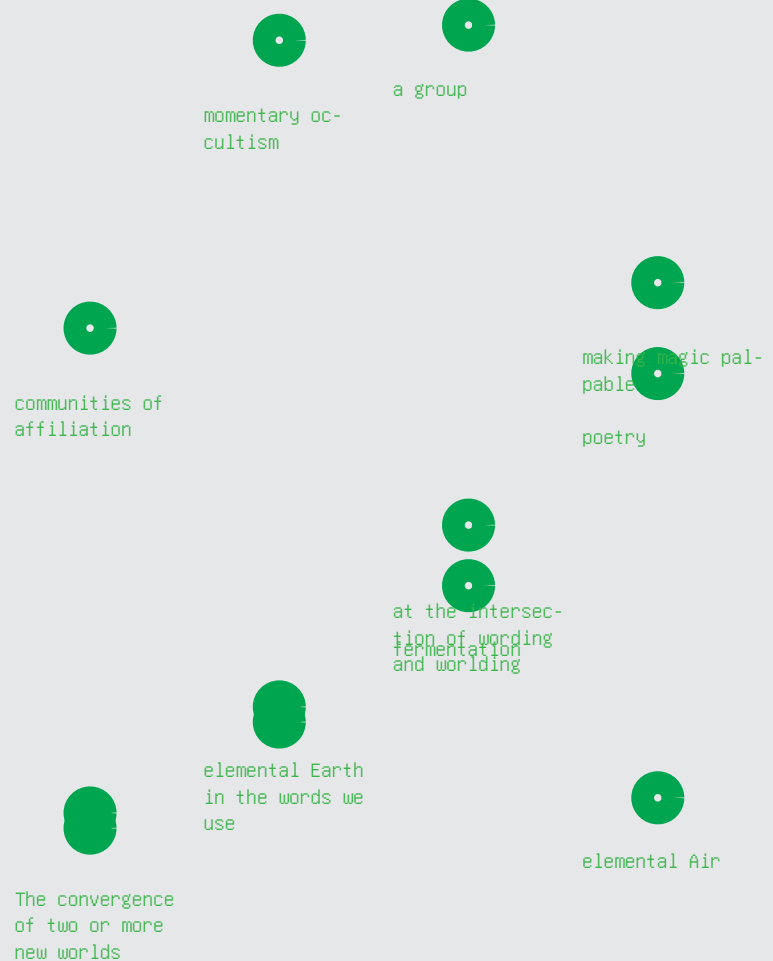 a group
momentary oc-
cultism
making magic pal-
pable
communities of
affiliation
poetry
at the intersec-
tion of wording
fermentation
and worlding
elemental Earth
in the words we
use
elemental Air
The convergence
of two or more
new worlds